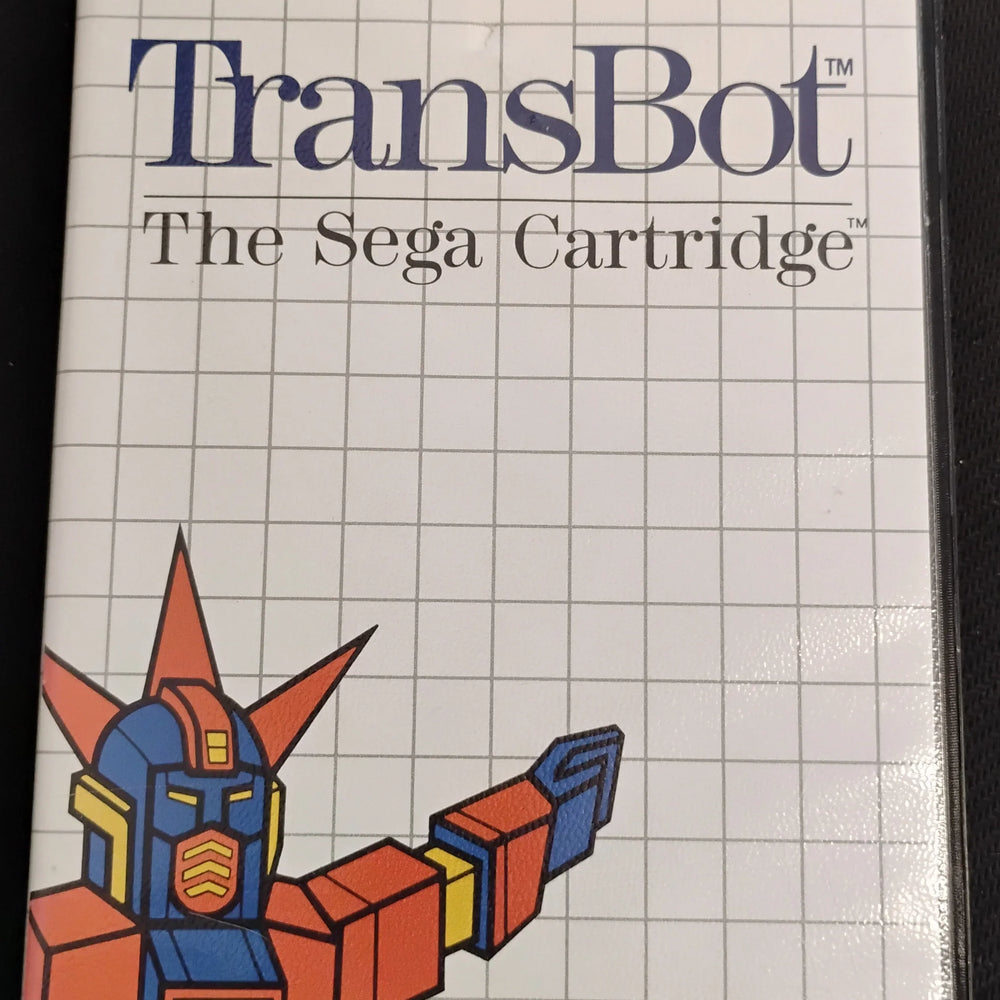 TransBot™
The Sega Cartridge™